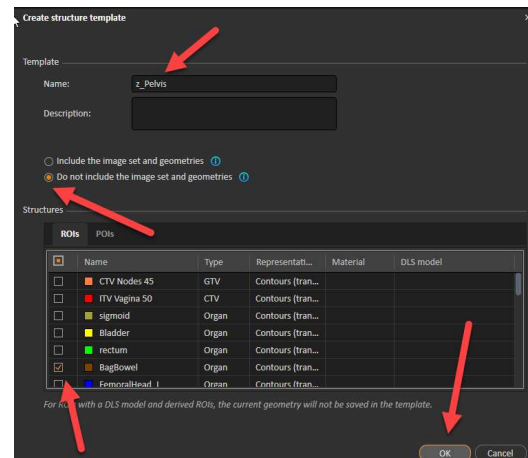 Create structure template
Template
Name: z_Pelvis
Description:
Include the image set and geometries
Do not include the image set and geometries
Structures
ROIs POIs
Name Type Representati... Material DLS model
CTV Nodes 45 GTV Contours (tran...
ITV Vagina 50 CTV Contours (tran...
sigmoid Organ Contours (tran...
Bladder Organ Contours (tran...
rectum Organ Contours (tran...
BagBowel Organ Contours (tran...
FemoralHead_L Organ Contours (tran...
For ROIs with a DLS model and derived ROIs, the current geometry will not be saved in the template.
OK Cancel